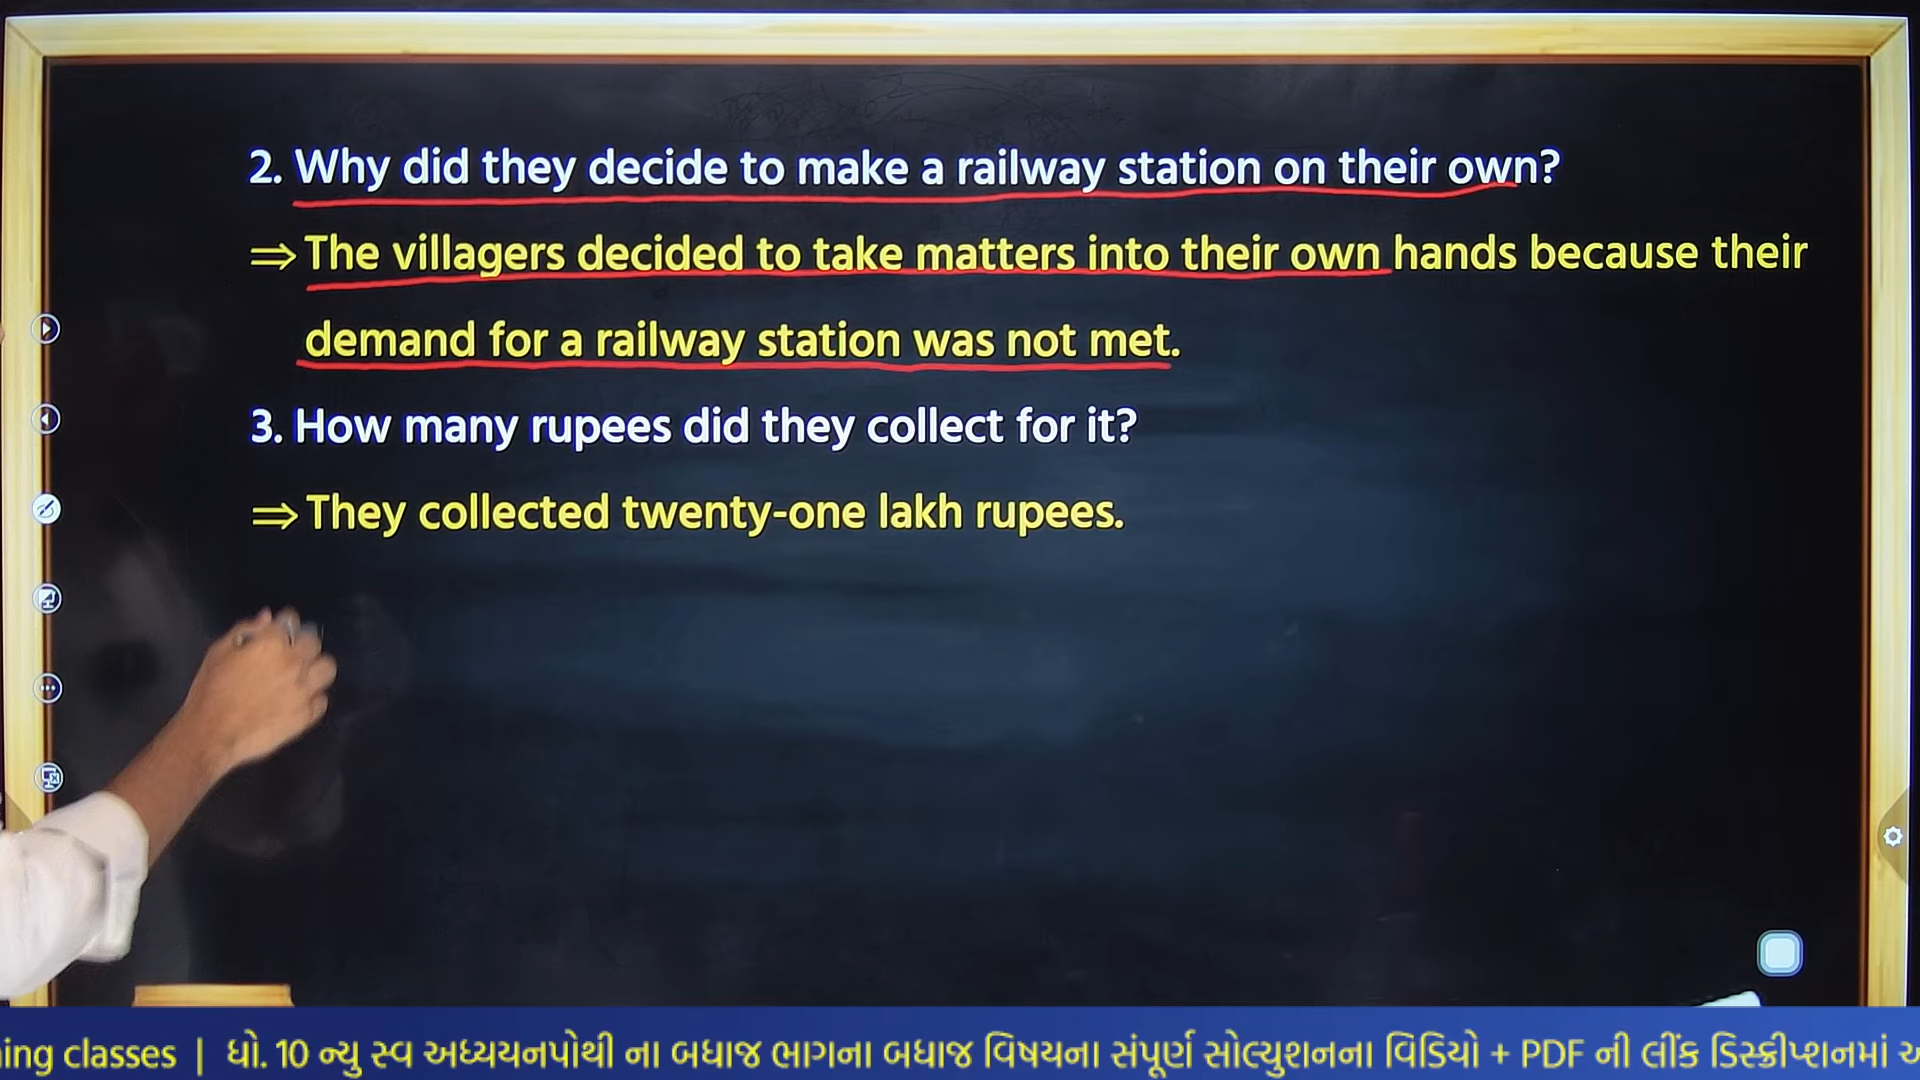 2. Why did they decide to make a railway station on their own?
⇒ The villagers decided to take matters into their own hands because their
demand for a railway station was not met.
3. How many rupees did they collect for it?
⇒ They collected twenty-one lakh rupees.
ing classes | ધો. 10 ન્યુ સ્વ અધ્યયનપોથી ના બધાજ ભાગના બધાજ વિષયના સંપૂર્ણ સોલ્યુશનના વિડિયો + PDF ની લીંક ડિસ્ક્રીપ્શનમાં